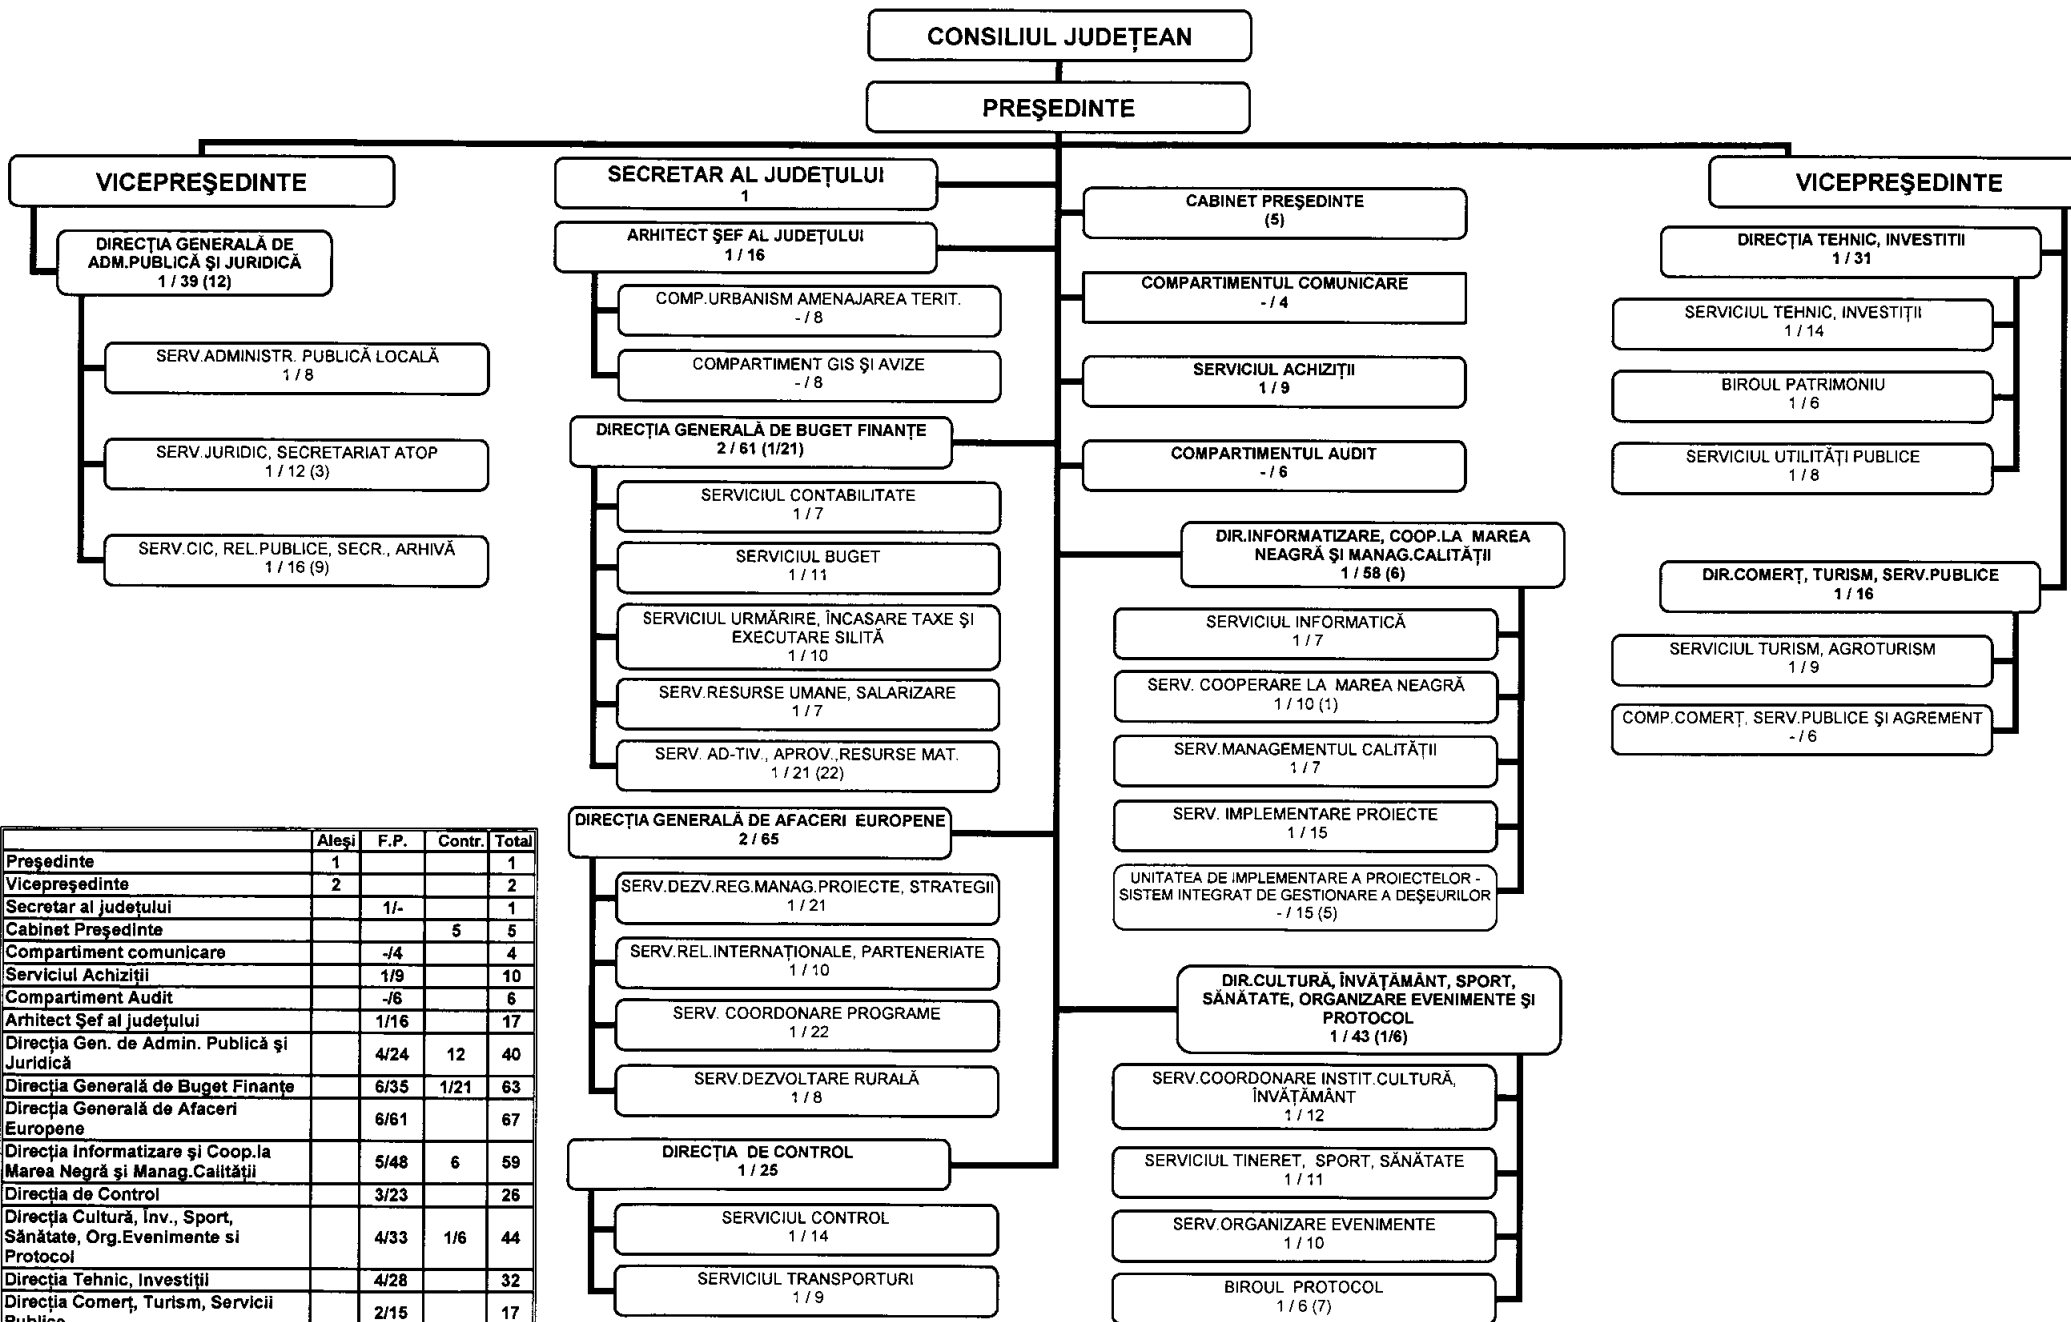 CONSILIUL JUDEȚEAN
PREŞEDINTE
VICEPREŞEDINTE
DIRECȚIA GENERALĂ DE
ADM.PUBLICĂ ŞI JURIDICĂ
1 / 39 (12)
SERV.ADMINISTR. PUBLICĂ LOCALĂ
1 / 8
SERV.JURIDIC, SECRETARIAT ATOP
1 / 12 (3)
SERV.CIC, REL.PUBLICE, SECR., ARHIVĂ
1 / 16 (9)
SECRETAR AL JUDEȚULUI
1
ARHITECT ŞEF AL JUDEȚULUI
1 / 16
COMP.URBANISM AMENAJAREA TERIT.
- / 8
COMPARTIMENT GIS ŞI AVIZE
- / 8
DIRECȚIA GENERALĂ DE BUGET FINANȚE
2 / 61 (1/21)
SERVICIUL CONTABILITATE
1 / 7
SERVICIUL BUGET
1 / 11
SERVICIUL URMĂRIRE, ÎNCASARE TAXE ŞI
EXECUTARE SILITĂ
1 / 10
SERV.RESURSE UMANE, SALARIZARE
1 / 7
SERV. AD-TIV., APROV.,RESURSE MAT.
1 / 21 (22)
DIRECȚIA GENERALĂ DE AFACERI EUROPENE
2 / 65
SERV.DEZV.REG.MANAG.PROIECTE, STRATEGII
1 / 21
SERV.REL.INTERNAȚIONALE, PARTENERIATE
1 / 10
SERV. COORDONARE PROGRAME
1 / 22
SERV.DEZVOLTARE RURALĂ
1 / 8
DIRECȚIA DE CONTROL
1 / 25
SERVICIUL CONTROL
1 / 14
SERVICIUL TRANSPORTURI
1 / 9
CABINET PREŞEDINTE
(5)
COMPARTIMENTUL COMUNICARE
- / 4
SERVICIUL ACHIZIȚII
1 / 9
COMPARTIMENTUL AUDIT
- / 6
DIR.INFORMATIZARE, COOP.LA MAREA
NEAGRĂ ŞI MANAG.CALITĂȚII
1 / 58 (6)
SERVICIUL INFORMATICĂ
1 / 7
SERV. COOPERARE LA MAREA NEAGRĂ
1 / 10 (1)
SERV.MANAGEMENTUL CALITĂȚII
1 / 7
SERV. IMPLEMENTARE PROIECTE
1 / 15
UNITATEA DE IMPLEMENTARE A PROIECTELOR -
SISTEM INTEGRAT DE GESTIONARE A DEŞEURILOR
- / 15 (5)
DIR.CULTURĂ, ÎNVĂȚĂMÂNT, SPORT,
SĂNĂTATE, ORGANIZARE EVENIMENTE ŞI
PROTOCOL
1 / 43 (1/6)
SERV.COORDONARE INSTIT.CULTURĂ,
ÎNVĂȚĂMÂNT
1 / 12
SERVICIUL TINERET, SPORT, SĂNĂTATE
1 / 11
SERV.ORGANIZARE EVENIMENTE
1 / 10
BIROUL PROTOCOL
1 / 6 (7)
VICEPREŞEDINTE
DIRECȚIA TEHNIC, INVESTITII
1 / 31
SERVICIUL TEHNIC, INVESTIȚII
1 / 14
BIROUL PATRIMONIU
1 / 6
SERVICIUL UTILITĂȚI PUBLICE
1 / 8
DIR.COMERȚ, TURISM, SERV.PUBLICE
1 / 16
SERVICIUL TURISM, AGROTURISM
1 / 9
COMP.COMERȚ, SERV.PUBLICE ŞI AGREMENT
- / 6
Aleşi F.P. Contr. Total
Preşedinte 1 1
Vicepreşedinte 2 2
Secretar al județului 1/- 1
Cabinet Preşedinte 5 5
Compartiment comunicare -/4 4
Serviciul Achiziții 1/9 10
Compartiment Audit -/6 6
Arhitect Şef al județului 1/16 17
Direcția Gen. de Admin. Publică şi
Juridică 4/24 12 40
Direcția Generală de Buget Finanțe 6/35 1/21 63
Direcția Generală de Afaceri
Europene 6/61 67
Direcția Informatizare şi Coop.la
Marea Negră şi Manag.Calității 5/48 6 59
Direcția de Control 3/23 26
Direcția Cultură, Înv., Sport,
Sănătate, Org.Evenimente si
Protocol 4/33 1/6 44
Direcția Tehnic, Investiții 4/28 32
Direcția Comerț, Turism, Servicii
Publice 2/15 17